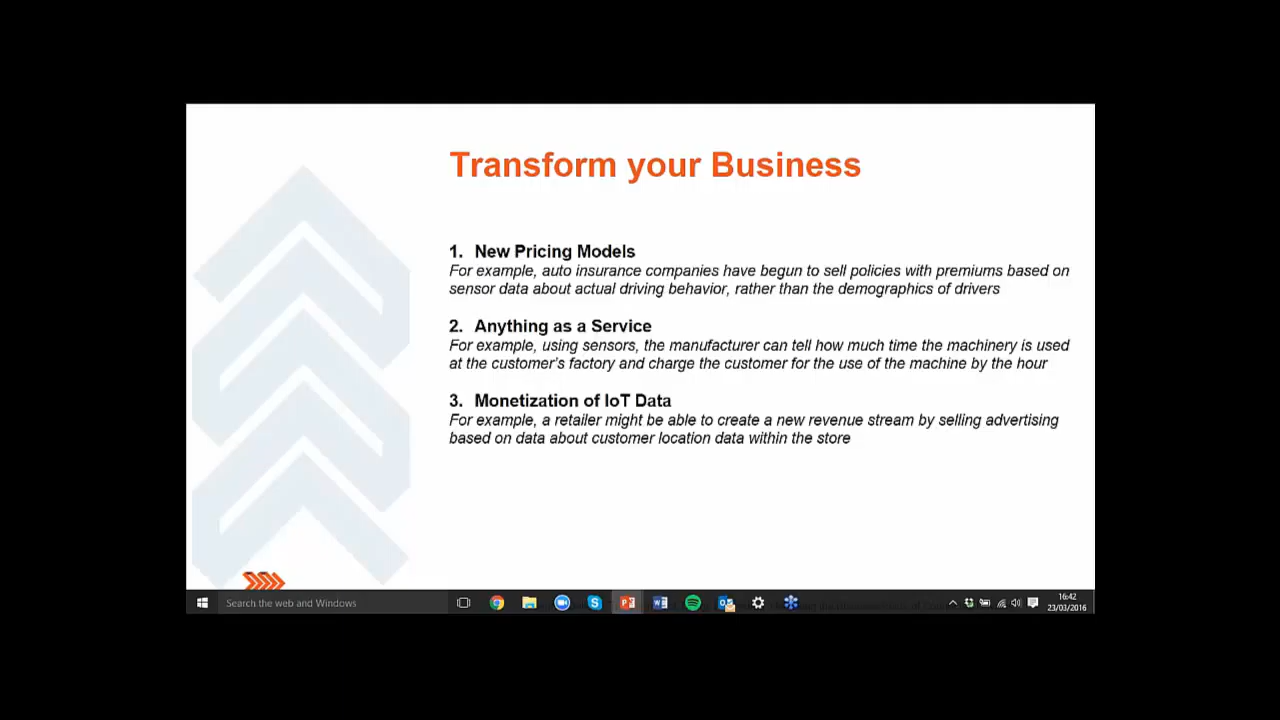 Transform your Business
1. New Pricing Models
For example, auto insurance companies have begun to sell policies with premiums based on
sensor data about actual driving behavior, rather than the demographics of drivers
2. Anything as a Service
For example, using sensors, the manufacturer can tell how much time the machinery is used
at the customer's factory and charge the customer for the use of the machine by the hour
3. Monetization of IoT Data
For example, a retailer might be able to create a new revenue stream by selling advertising
based on data about customer location data within the store
Search the web and Windows
16:42
23/03/2016